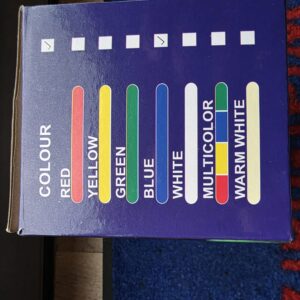 COLOUR
RED
YELLOW
GREEN
BLUE
WHITE
MULTICOLOR
WARM WHITE